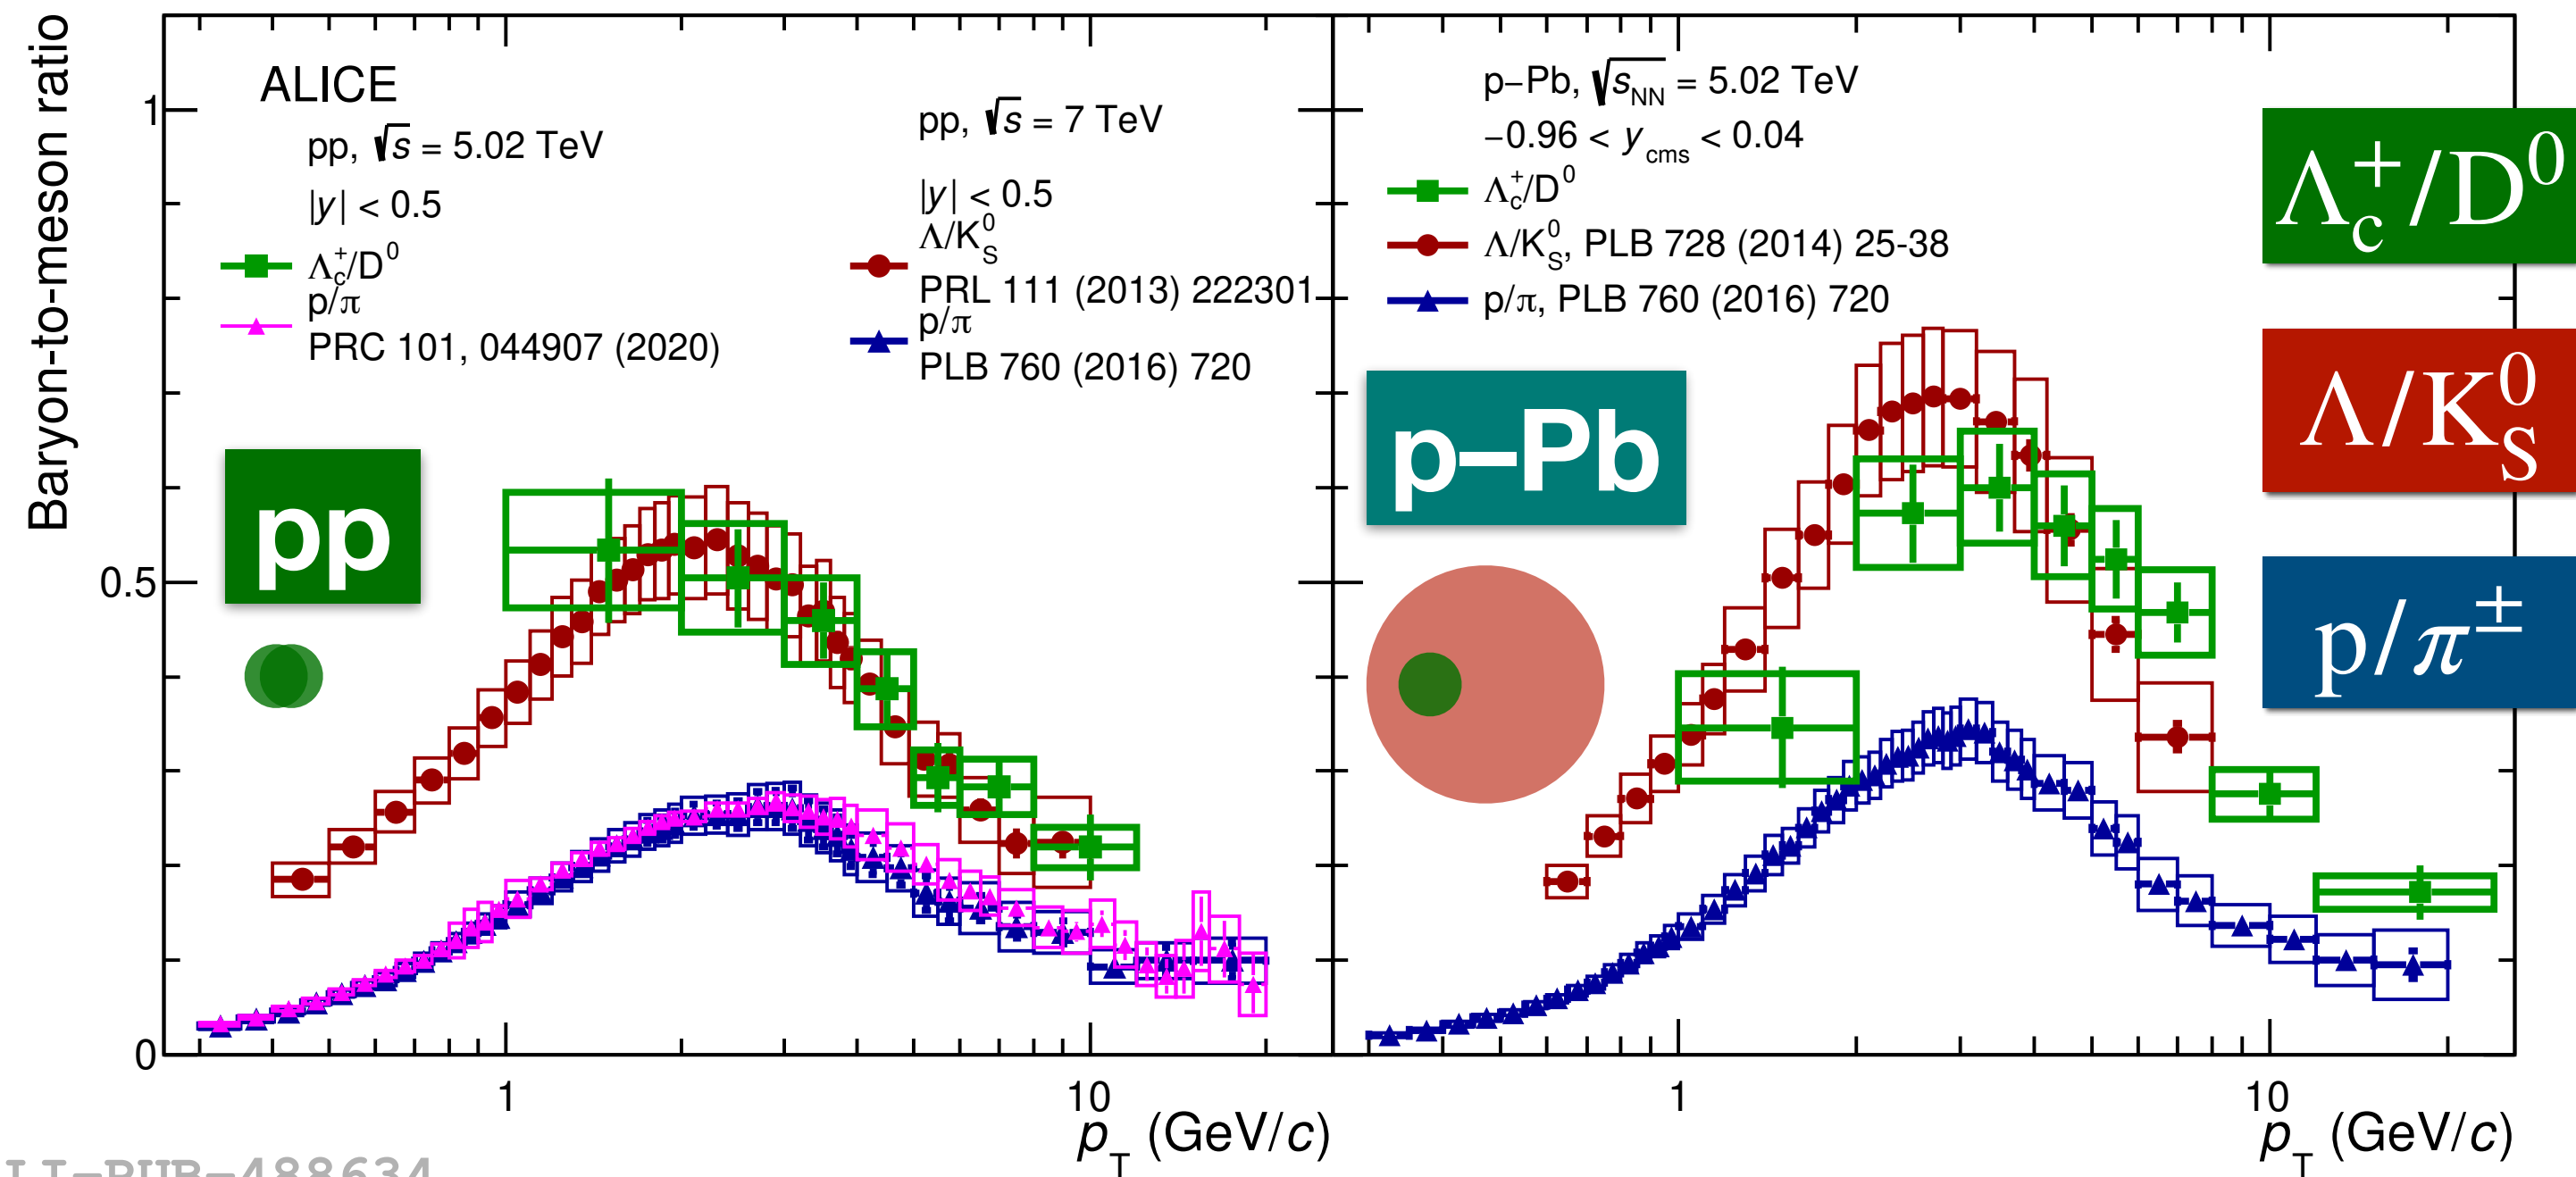 Baryon-to-meson ratio
ALICE
pp, √s = 5.02 TeV
|y| < 0.5
Λc+/D0
p/π
PRC 101, 044907 (2020)
pp, √s = 7 TeV
|y| < 0.5
Λ/K0S
PRL 111 (2013) 222301
p/π
PLB 760 (2016) 720
p−Pb, √sNN = 5.02 TeV
−0.96 < ycms < 0.04
Λc+/D0
Λ/K0S, PLB 728 (2014) 25-38
p/π, PLB 760 (2016) 720
Λc+/D0
Λ/K0S
p/π±
pp
p–Pb
1
0.5
0
1
10
1
10
pT (GeV/c)
pT (GeV/c)